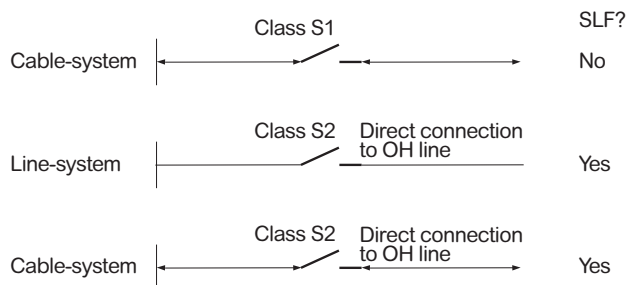 SLF?
Class S1
Cable-system No
Class S2 Direct connection
to OH line
Line-system Yes
Class S2 Direct connection
to OH line
Cable-system Yes